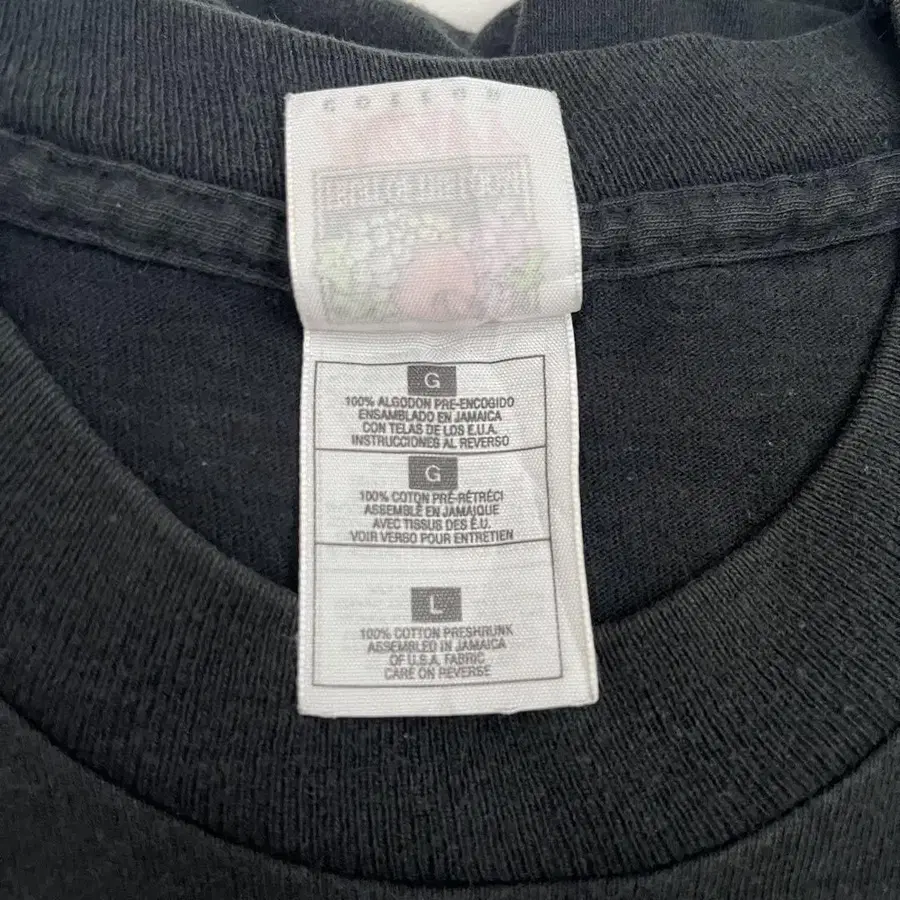 G
100% ALGODON PRE-ENCOGIDO
ENSAMBLADO EN JAMAICA
CON TELAS DE LOS E.U.A.
INSTRUCCIONES AL REVERSO
G
100% COTON PRÉ-RÉTRÉCI
ASSEMBLÉ EN JAMAIQUE
AVEC TISSUS DES É.U.
VOIR VERSO POUR ENTRETIEN
L
100% COTTON PRESHRUNK
ASSEMBLED IN JAMAICA
OF U.S.A. FABRIC
CARE ON REVERSE